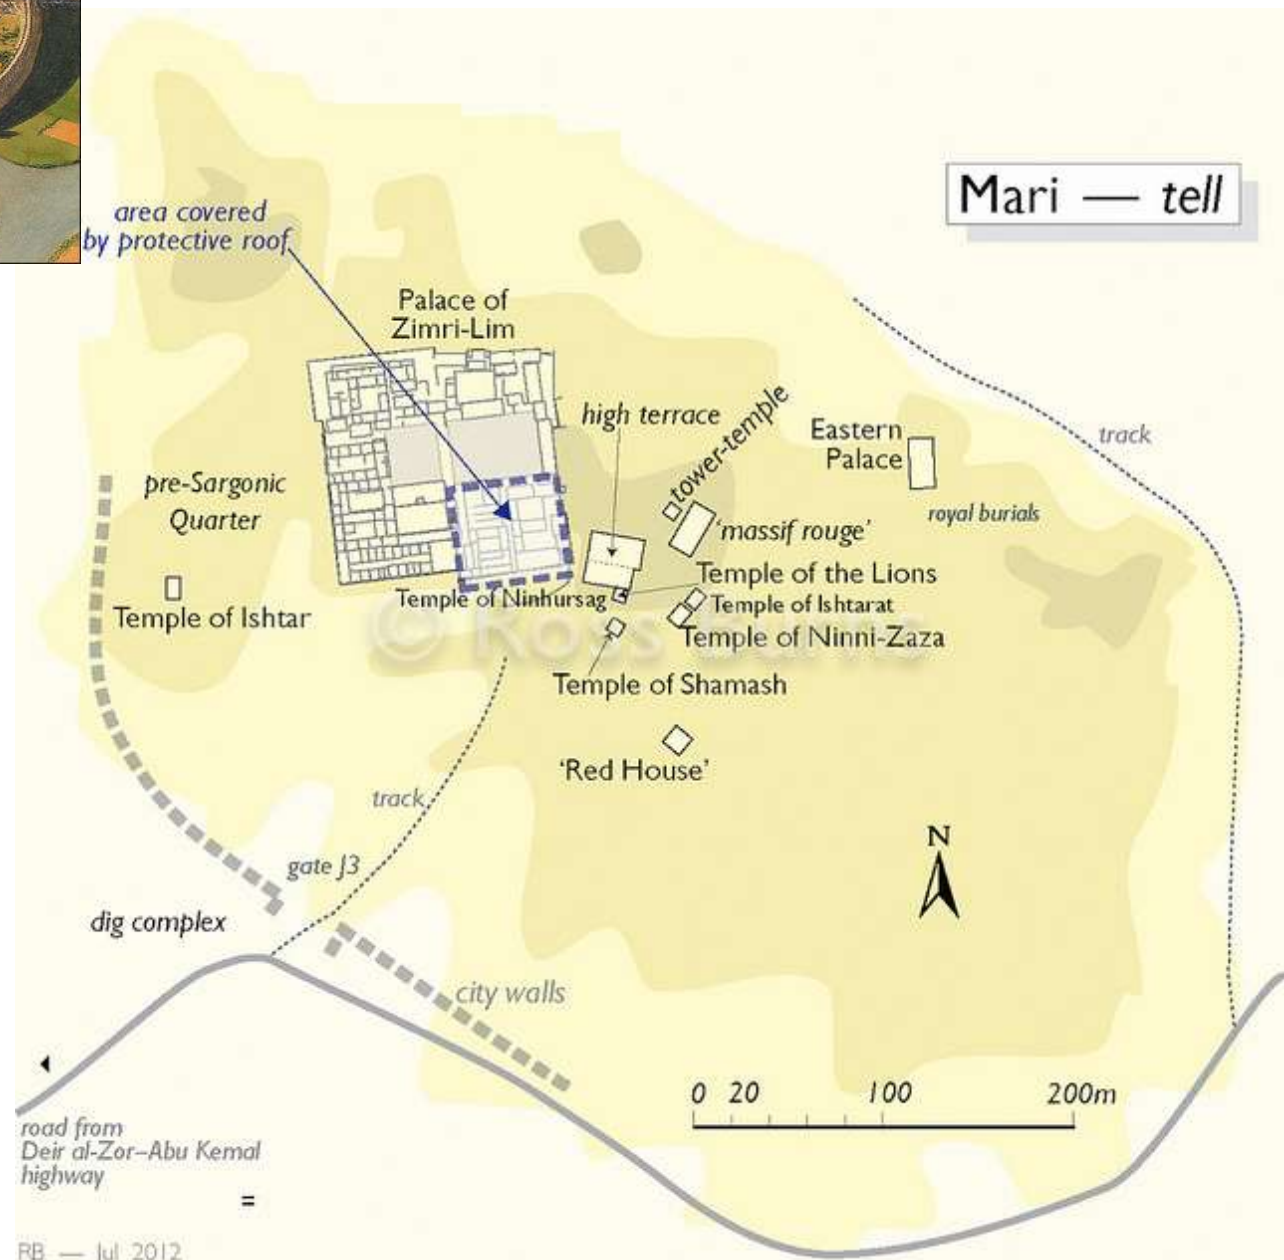 Mari — tell
area covered
by protective roof
Palace of
Zimri-Lim
high terrace
tower-temple
Eastern
Palace
track
pre-Sargonic
Quarter
royal burials
'massif rouge'
Temple of the Lions
Temple of Ninhursag
Temple of Ishtarat
Temple of Ishtar
Temple of Ninni-Zaza
© Ross Burns
Temple of Shamash
'Red House'
track
N
gate J3
dig complex
city walls
0 20 100 200m
road from
Deir al-Zor–Abu Kemal
highway
=
RB — Jul 2012